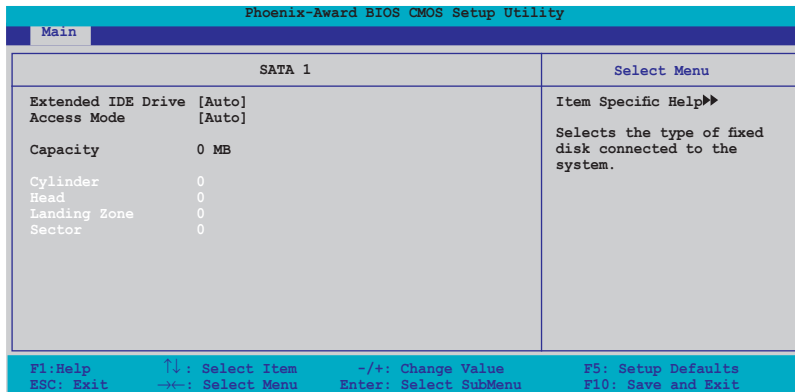 Phoenix-Award BIOS CMOS Setup Utility
Main
SATA 1
Select Menu
Extended IDE Drive [Auto]
Access Mode [Auto]
Capacity 0 MB
Cylinder 0
Head 0
Landing Zone 0
Sector 0
Item Specific Help▶▶
Selects the type of fixed
disk connected to the
system.
F1:Help ↑↓: Select Item -/+: Change Value F5: Setup Defaults
ESC: Exit →←: Select Menu Enter: Select SubMenu F10: Save and Exit